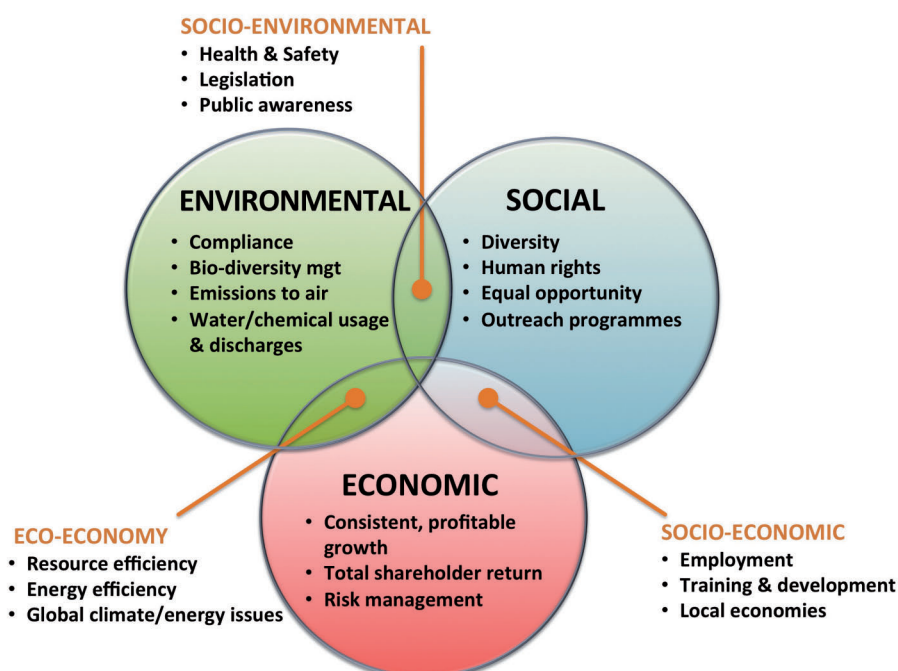 SOCIO-ENVIRONMENTAL
• Health & Safety
• Legislation
• Public awareness
ENVIRONMENTAL
• Compliance
• Bio-diversity mgt
• Emissions to air
• Water/chemical usage
& discharges
SOCIAL
• Diversity
• Human rights
• Equal opportunity
• Outreach programmes
ECONOMIC
• Consistent, profitable
growth
• Total shareholder return
• Risk management
ECO-ECONOMY
• Resource efficiency
• Energy efficiency
• Global climate/energy issues
SOCIO-ECONOMIC
• Employment
• Training & development
• Local economies